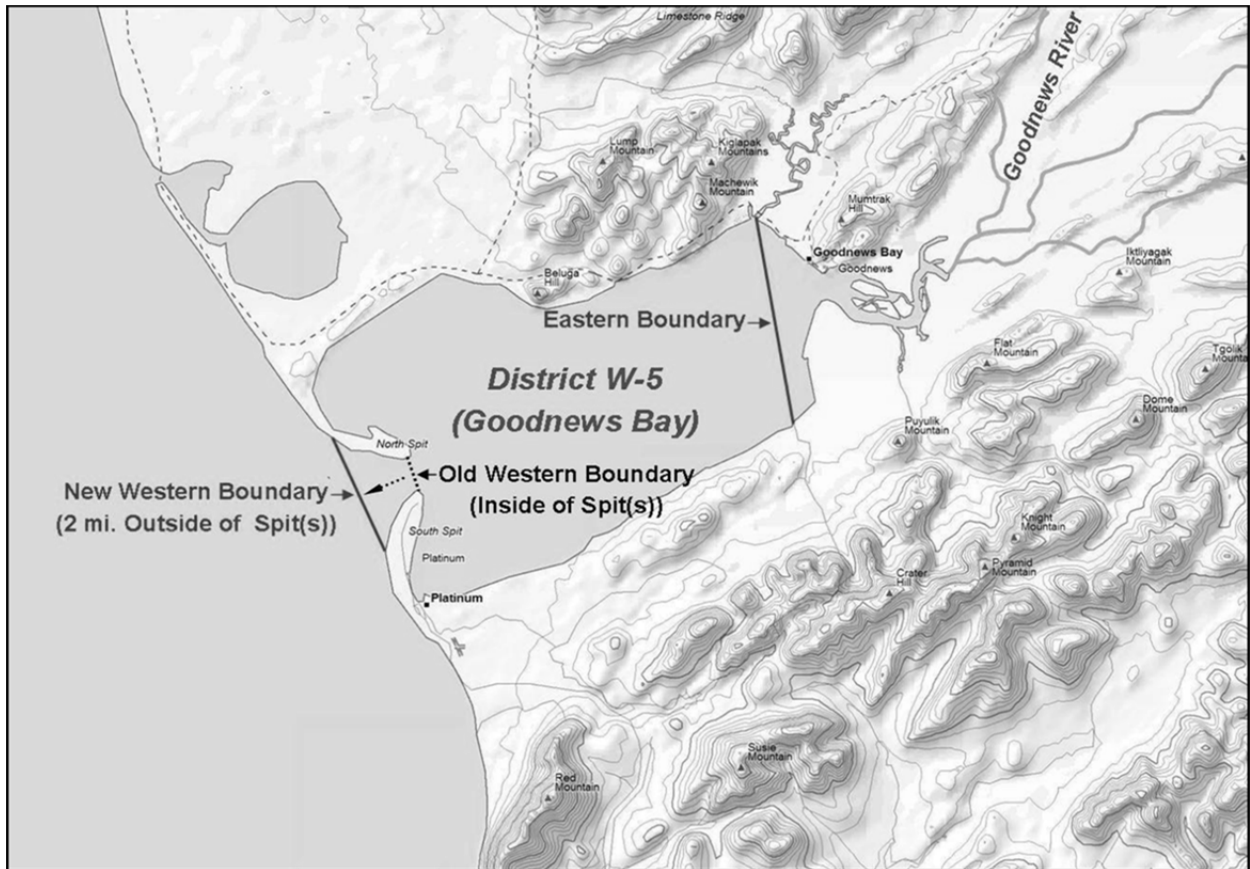 Limestone Ridge
Goodnews River
Lump
Mountain
Kiglapak
Mountains
Machewik
Mountain
Mumtrak
Hill
Goodnews Bay
Goodnews
Iktliyagak
Mountain
Beluga
Hill
Eastern Boundary
Flat
Mountain
Tgolik
Mounta
District W-5
(Goodnews Bay)
Dome
Mountain
Puyulik
Mountain
North Spit
Old Western Boundary
(Inside of Spit(s))
New Western Boundary
(2 mi. Outside of Spit(s))
South Spit
Platinum
Knight
Mountain
Pyramid
Mountain
Crater
Hill
Platinum
Susie
Mountain
Red
Mountain